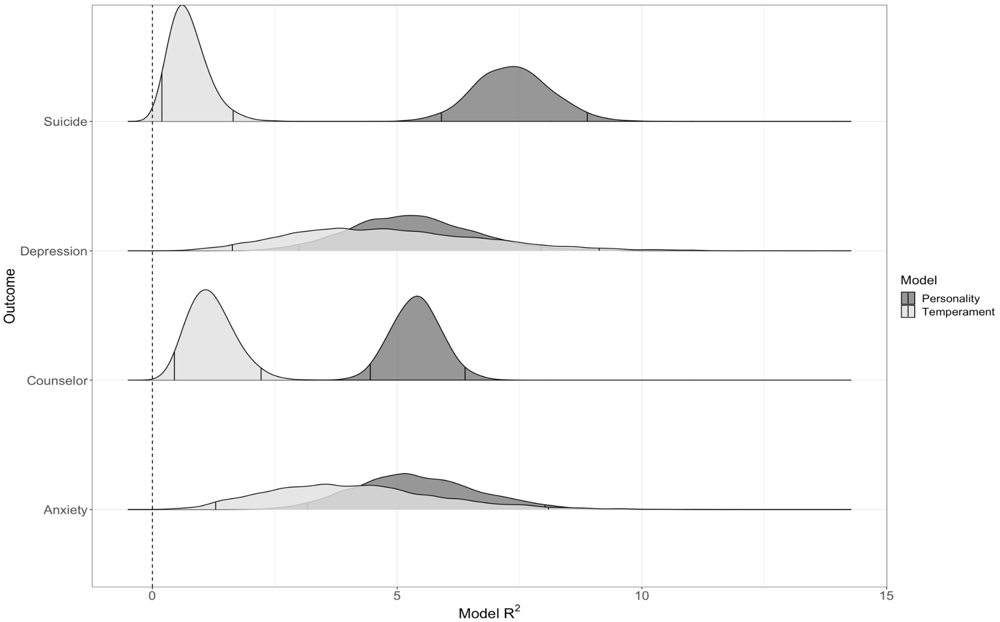 Suicide
Depression
Counselor
Anxiety
Outcome
0 5 10 15
Model R²
Model
Personality
Temperament